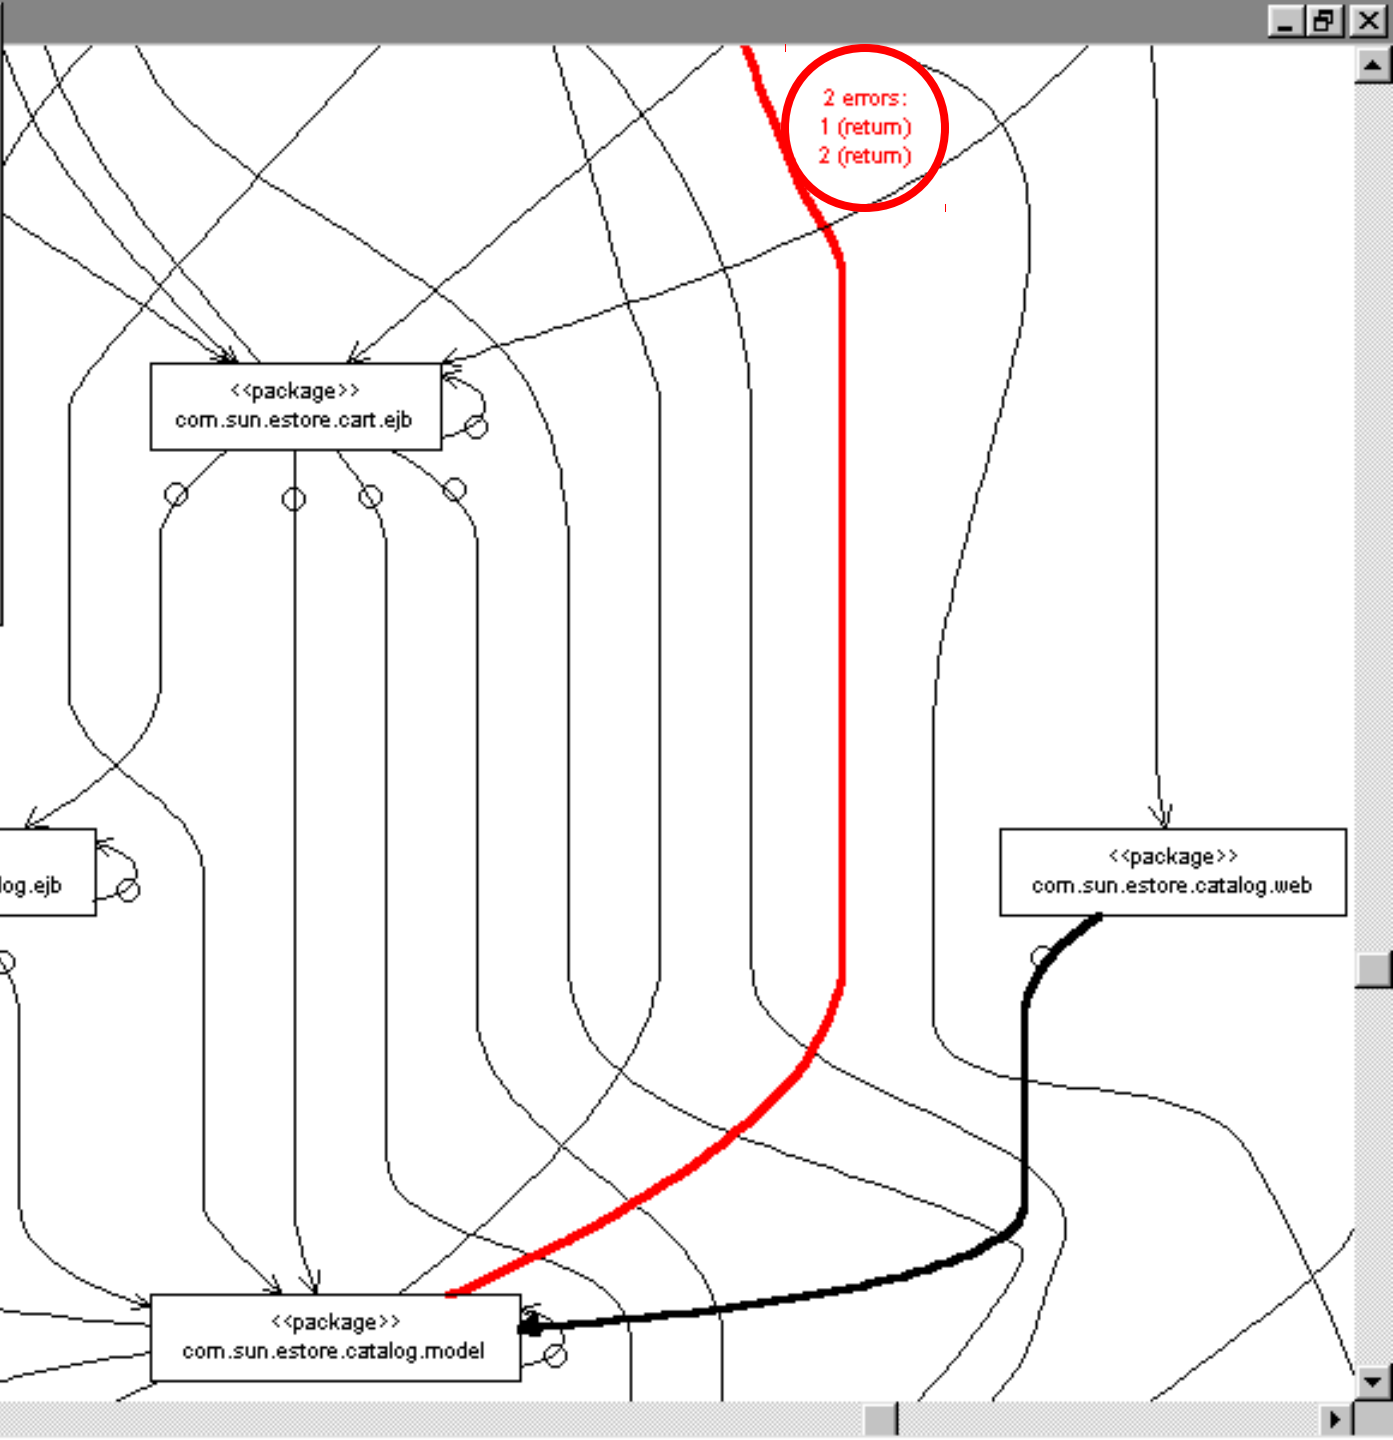 2 errors:
1 (return)
2 (return)
<<package>>
com.sun.estore.cart.ejb
<<package>>
com.sun.estore.catalog.web
log.ejb
<<package>>
com.sun.estore.catalog.model